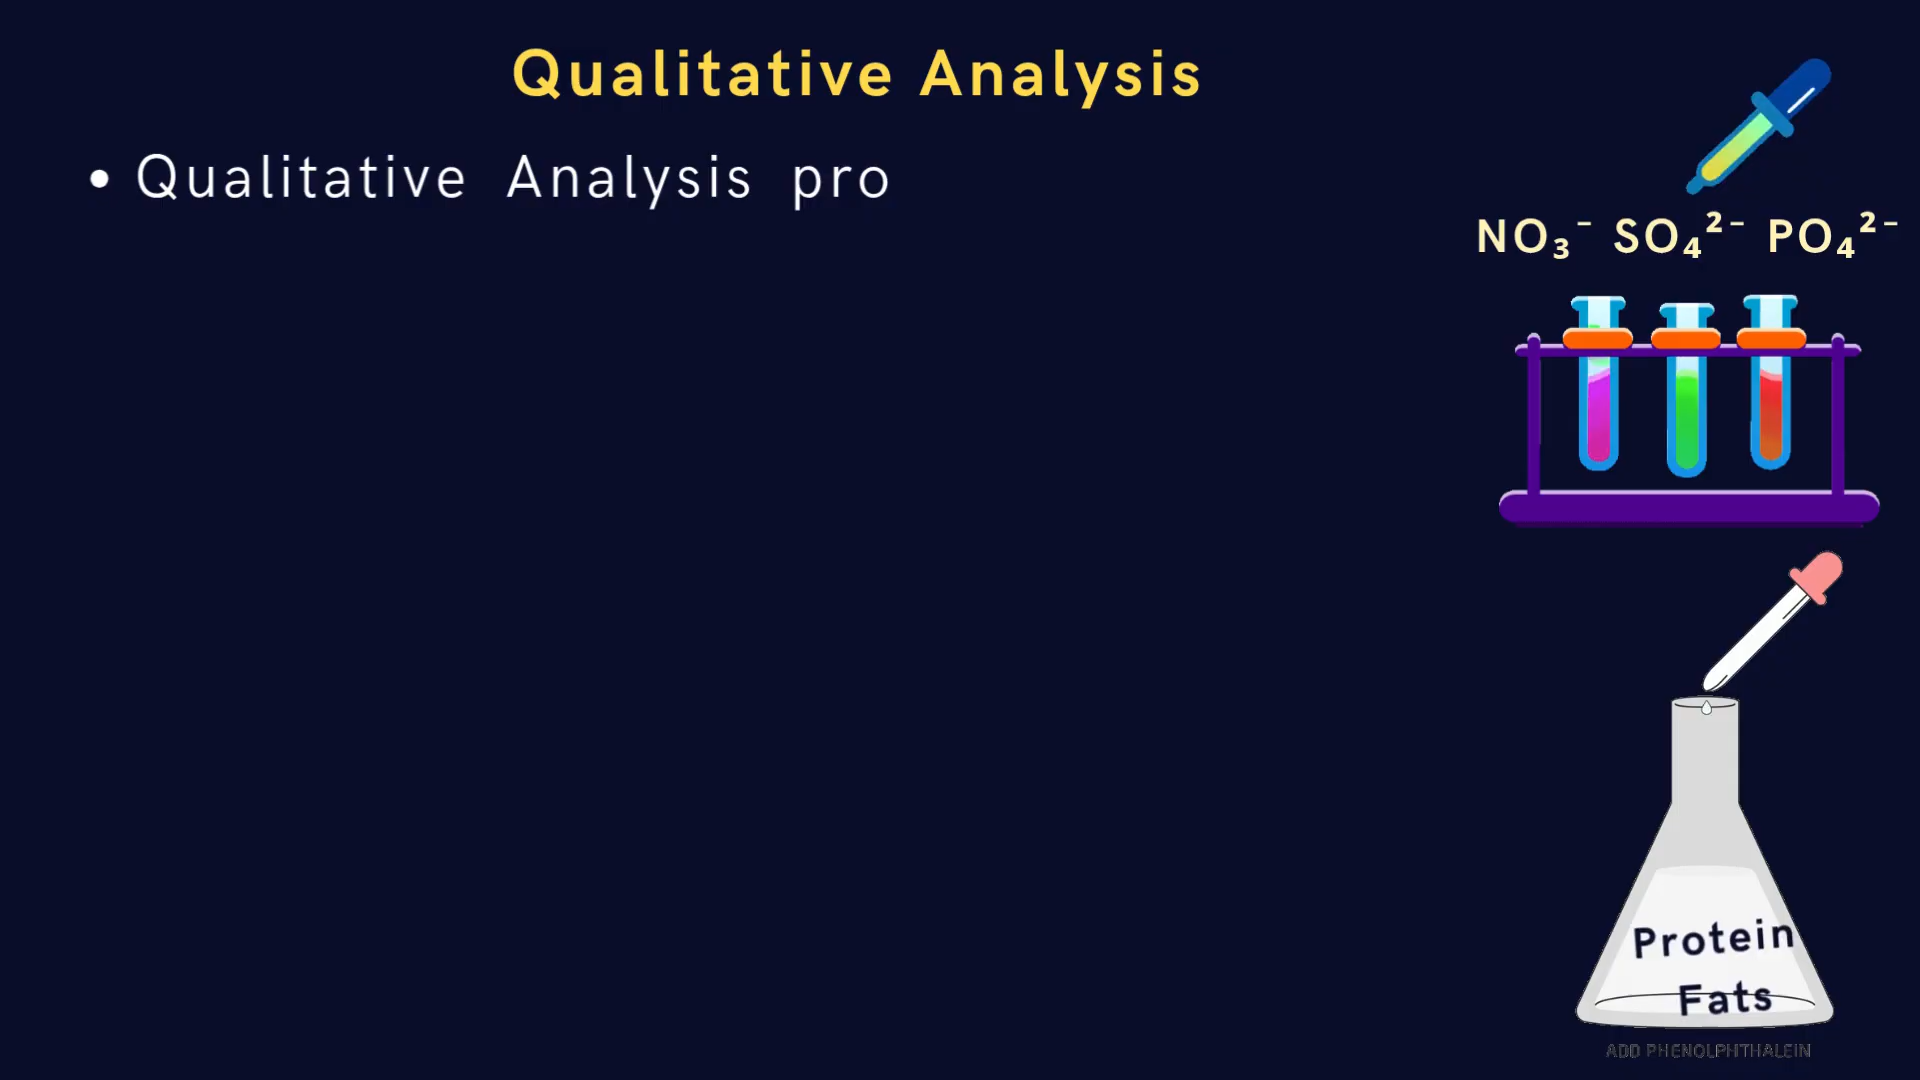 Qualitative Analysis
• Qualitative Analysis pro
NO₃⁻ SO₄²⁻ PO₄²⁻
Protein
Fats
ADD PHENOLPHTHALEIN